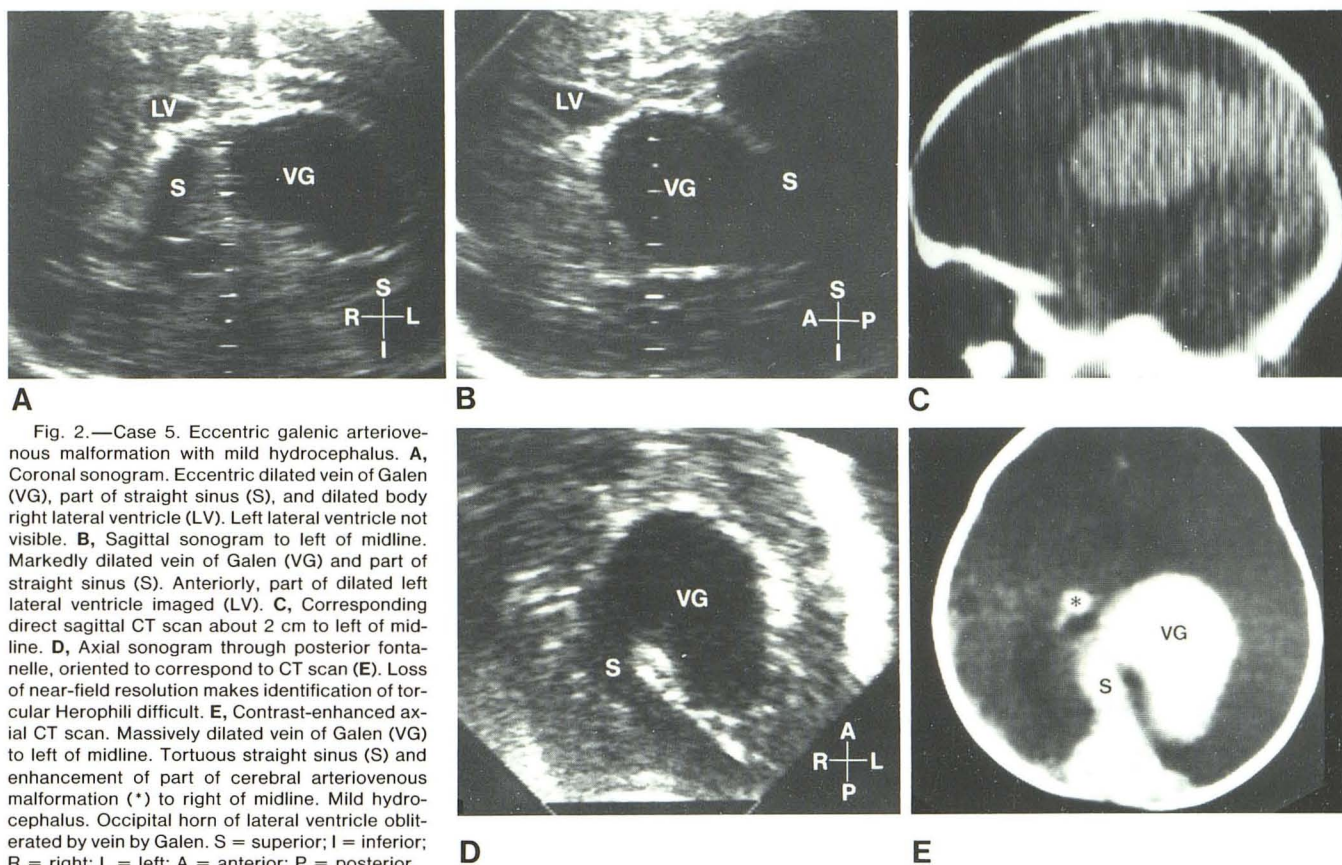 LV
S
VG
S
R L
I
A
LV
VG
S
S
A P
I
B
C
Fig. 2.—Case 5. Eccentric galenic arteriove-
nous malformation with mild hydrocephalus. A,
Coronal sonogram. Eccentric dilated vein of Galen
(VG), part of straight sinus (S), and dilated body
right lateral ventricle (LV). Left lateral ventricle not
visible. B, Sagittal sonogram to left of midline.
Markedly dilated vein of Galen (VG) and part of
straight sinus (S). Anteriorly, part of dilated left
lateral ventricle imaged (LV). C, Corresponding
direct sagittal CT scan about 2 cm to left of mid-
line. D, Axial sonogram through posterior fonta-
nelle, oriented to correspond to CT scan (E). Loss
of near-field resolution makes identification of tor-
cular Herophili difficult. E, Contrast-enhanced ax-
ial CT scan. Massively dilated vein of Galen (VG)
to left of midline. Tortuous straight sinus (S) and
enhancement of part of cerebral arteriovenous
malformation (*) to right of midline. Mild hydro-
cephalus. Occipital horn of lateral ventricle oblit-
erated by vein by Galen. S = superior; I = inferior;
R = right; L = left; A = anterior; P = posterior.
VG
S
A
R L
P
D
*
VG
S
E